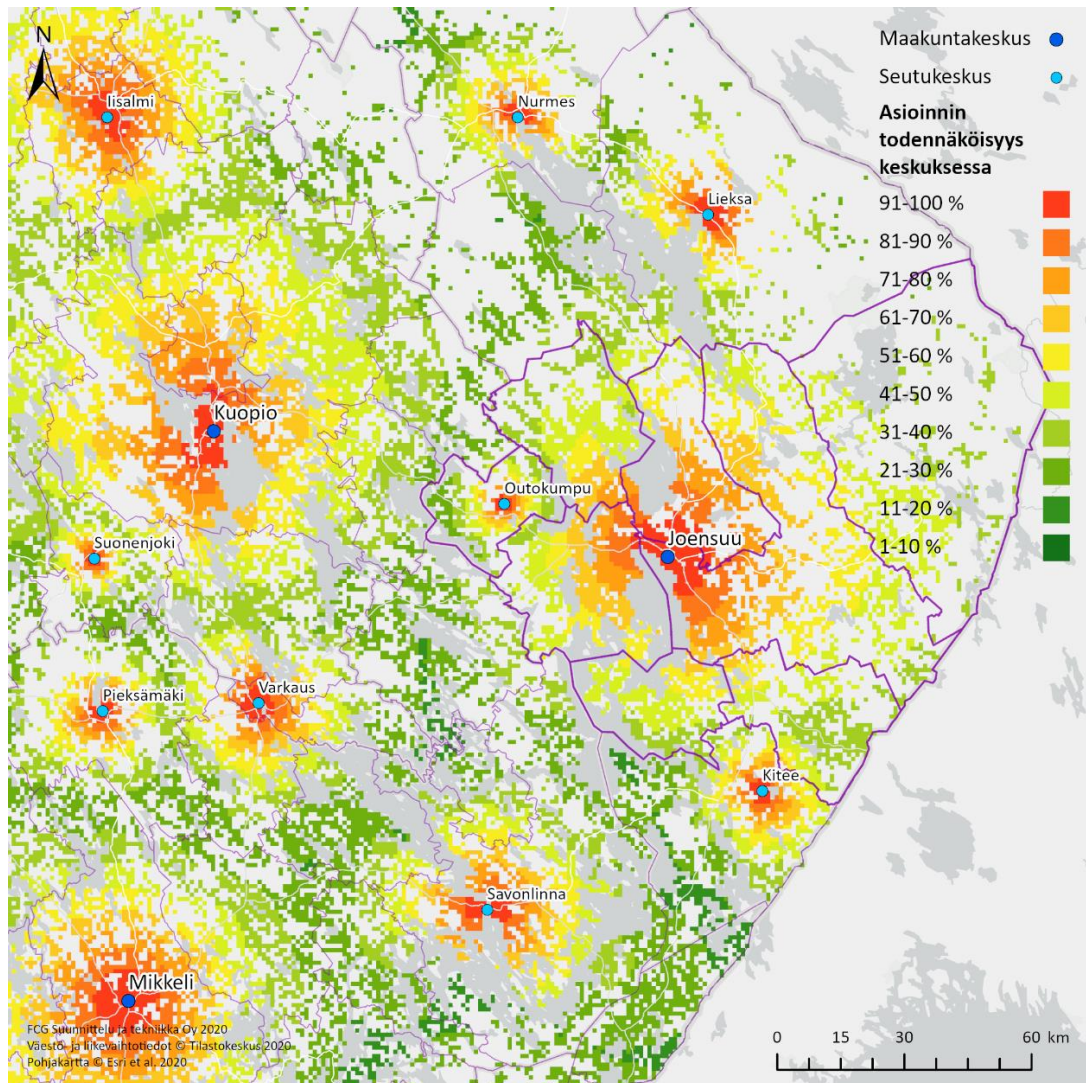 N
Maakuntakeskus
Seutukeskus
Asioinnin
todennäköisyys
keskuksessa
91-100 %
81-90 %
71-80 %
61-70 %
51-60 %
41-50 %
31-40 %
21-30 %
11-20 %
1-10 %
Iisalmi
Nurmes
Lieksa
Kuopio
Outokumpu
Suonenjoki
Joensuu
Pieksämäki
Varkaus
Kitee
Savonlinna
Mikkeli
FCG Suunnittelu ja tekniikka Oy 2020
Väestö- ja liikevaihtotiedot © Tilastokeskus 2020
Pohjakartta © Esri et al. 2020
0 15 30 60 km